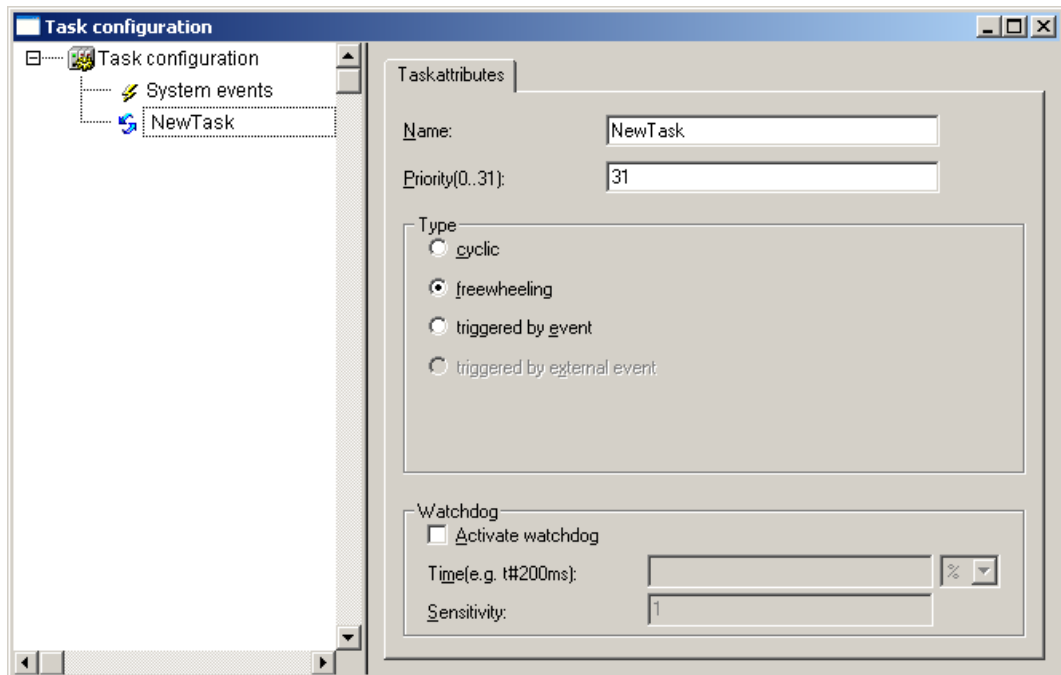 Task configuration
Task configuration
System events
NewTask
Taskattributes
Name: NewTask
Priority(0..31): 31
Type
cyclic
freewheeling
triggered by event
triggered by external event
Watchdog
Activate watchdog
Time(e.g. t#200ms): %
Sensitivity: 1